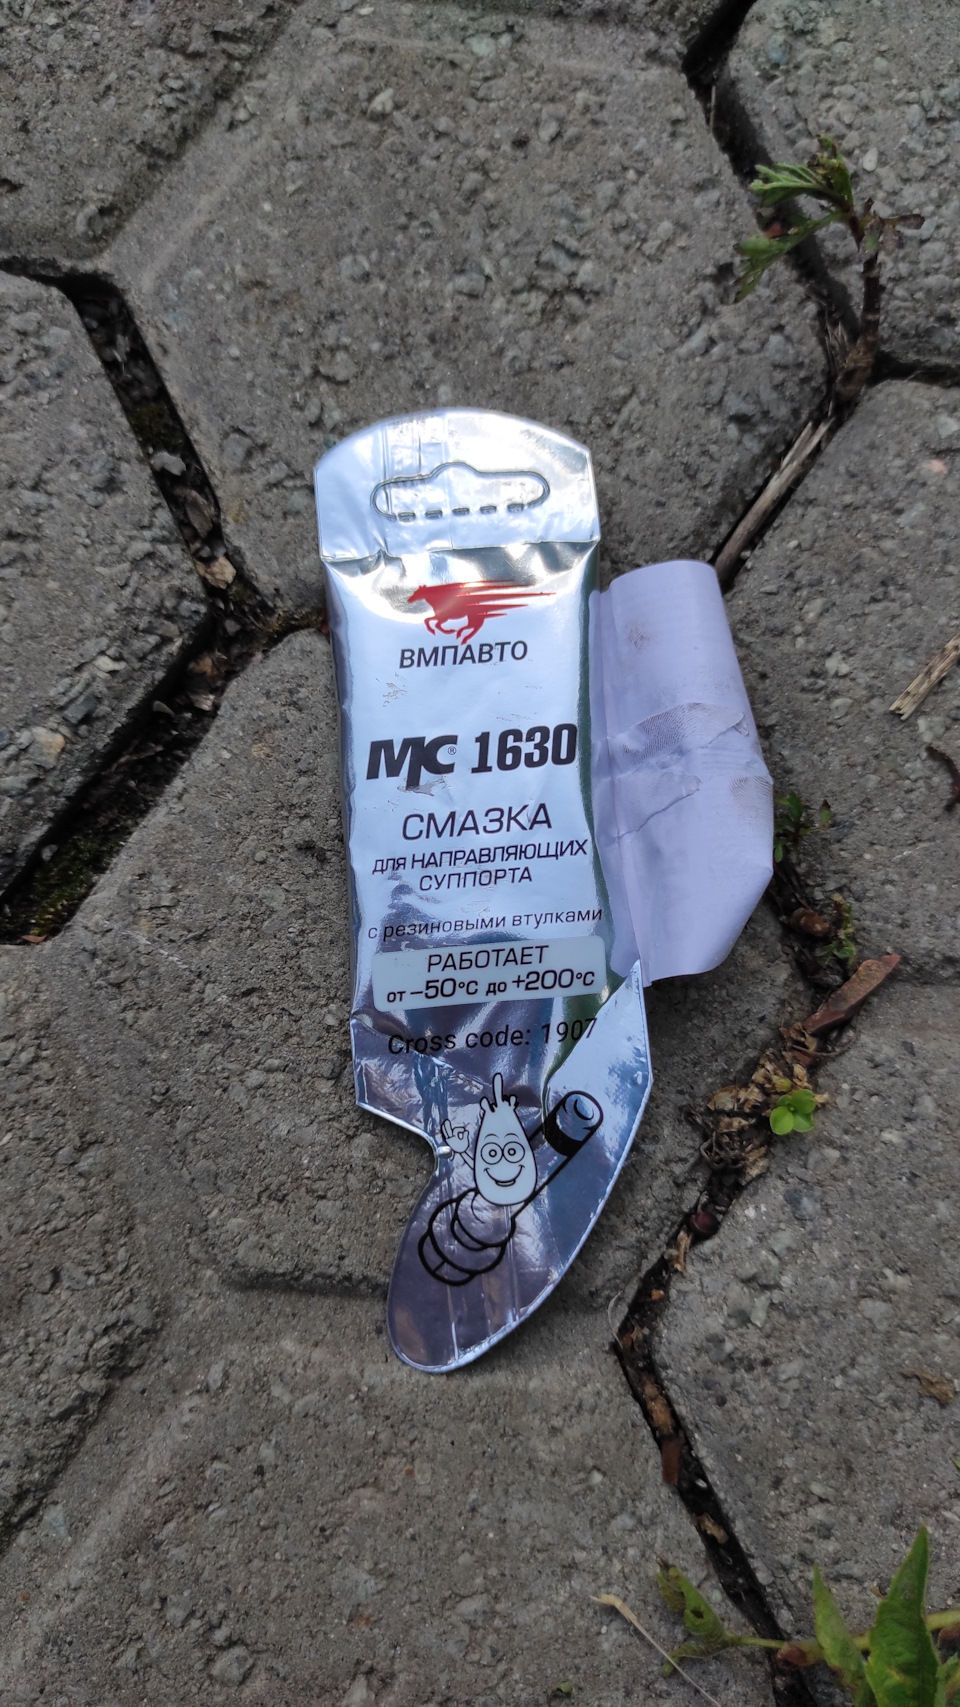 ВМПАВТО
МС® 1630
СМАЗКА
ДЛЯ НАПРАВЛЯЮЩИХ
СУППОРТА
с резиновыми втулками
РАБОТАЕТ
от –50°C до +200°C
Cross code: 1907